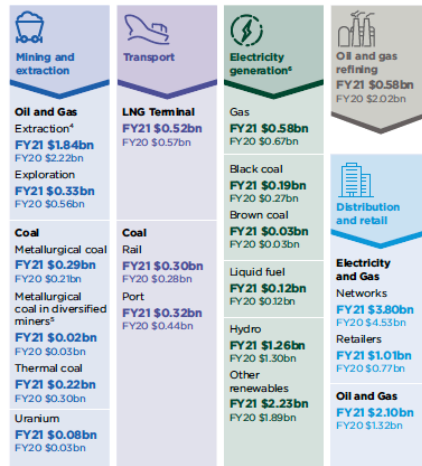 Mining and
extraction
Oil and Gas
Extraction⁴
FY21 $1.84bn
FY20 $2.22bn
Exploration
FY21 $0.33bn
FY20 $0.56bn
Coal
Metallurgical coal
FY21 $0.29bn
FY20 $0.21bn
Metallurgical
coal in diversified
miners⁵
FY21 $0.02bn
FY20 $0.03bn
Thermal coal
FY21 $0.22bn
FY20 $0.30bn
Uranium
FY21 $0.08bn
FY20 $0.03bn
Transport
LNG Terminal
FY21 $0.52bn
FY20 $0.57bn
Coal
Rail
FY21 $0.30bn
FY20 $0.28bn
Port
FY21 $0.32bn
FY20 $0.44bn
Electricity
generation⁶
Gas
FY21 $0.58bn
FY20 $0.67bn
Black coal
FY21 $0.19bn
FY20 $0.27bn
Brown coal
FY21 $0.03bn
FY20 $0.03bn
Liquid fuel
FY21 $0.12bn
FY20 $0.12bn
Hydro
FY21 $1.26bn
FY20 $1.30bn
Other
renewables
FY21 $2.23bn
FY20 $1.89bn
Oil and gas
refining
FY21 $0.58bn
FY20 $2.02bn
Distribution
and retail
Electricity
and Gas
Networks
FY21 $3.80bn
FY20 $4.53bn
Retailers
FY21 $1.01bn
FY20 $0.77bn
Oil and Gas
FY21 $2.10bn
FY20 $1.32bn